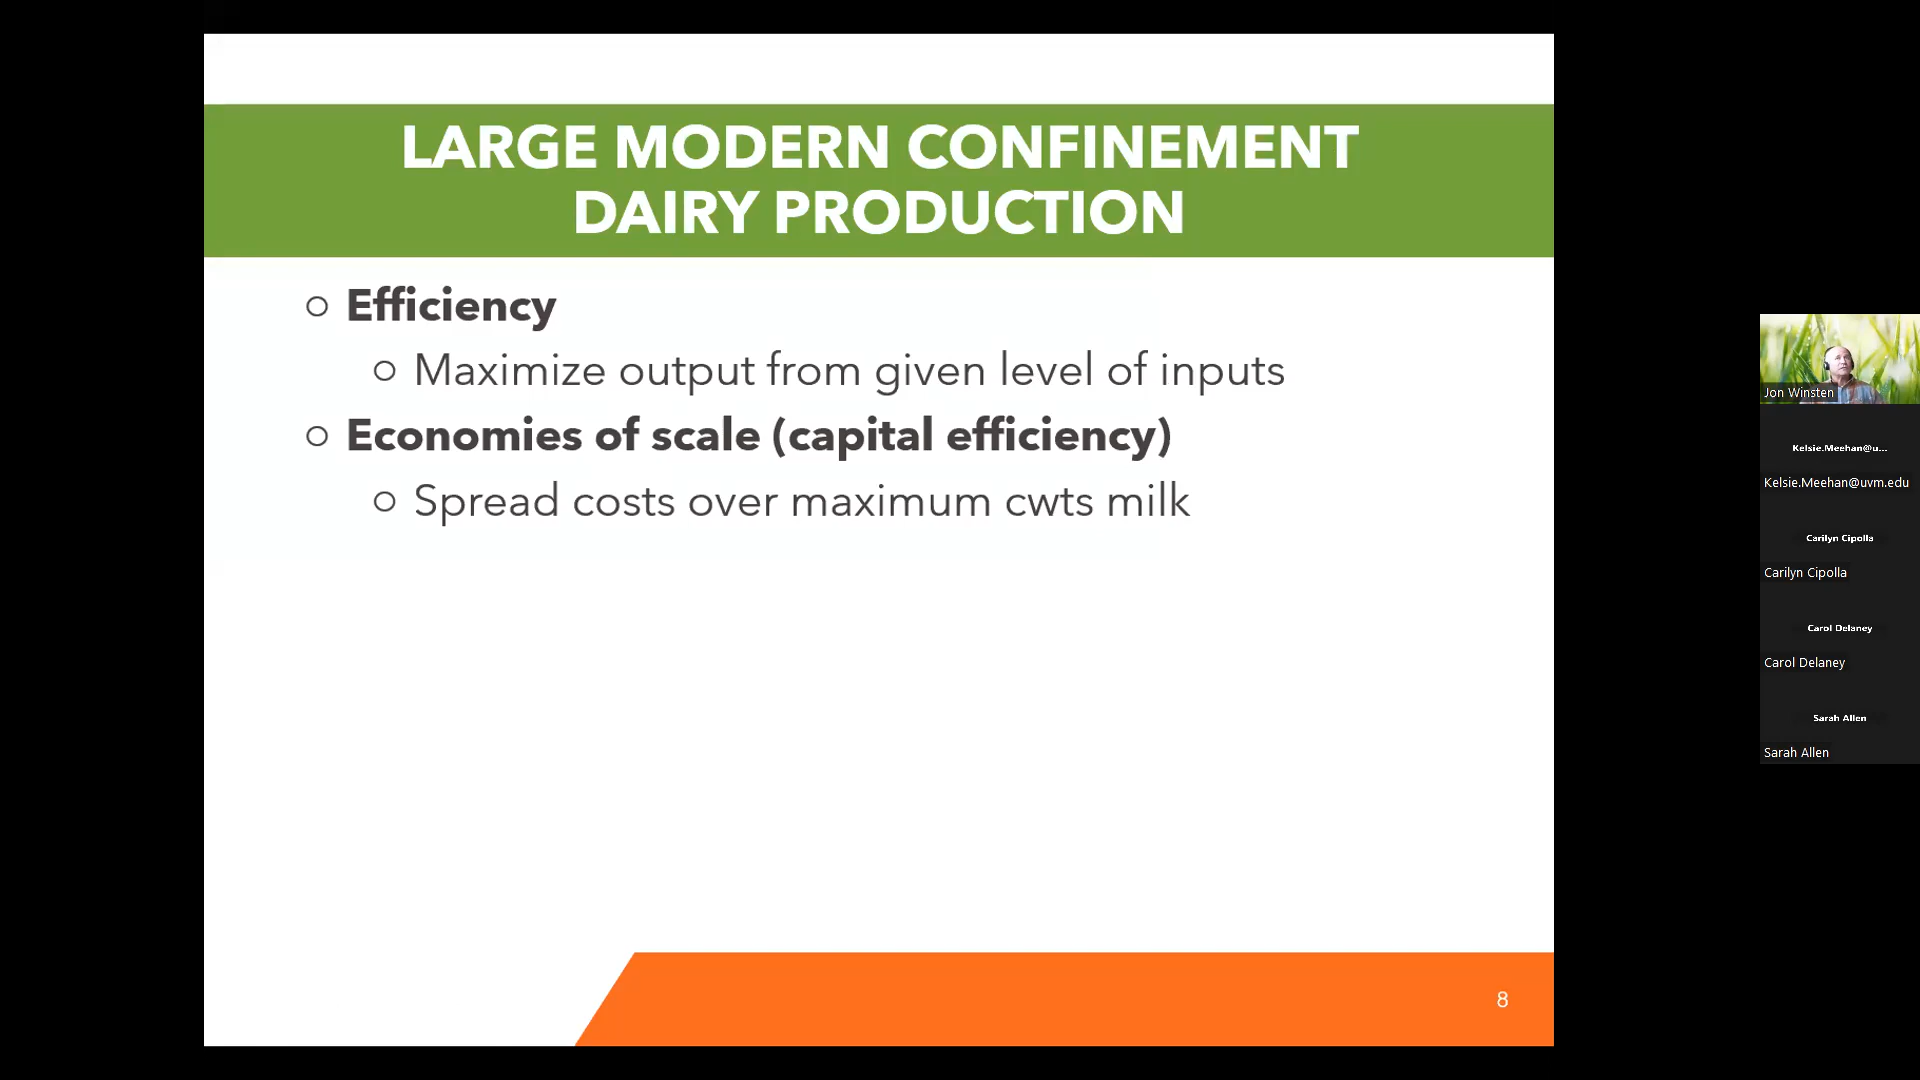 LARGE MODERN CONFINEMENT
DAIRY PRODUCTION
Efficiency
Maximize output from given level of inputs
Economies of scale (capital efficiency)
Spread costs over maximum cwts milk
8
Jon Winsten
Kelsie.Meehan@u...
Kelsie.Meehan@uvm.edu
Carilyn Cipolla
Carilyn Cipolla
Carol Delaney
Carol Delaney
Sarah Allen
Sarah Allen